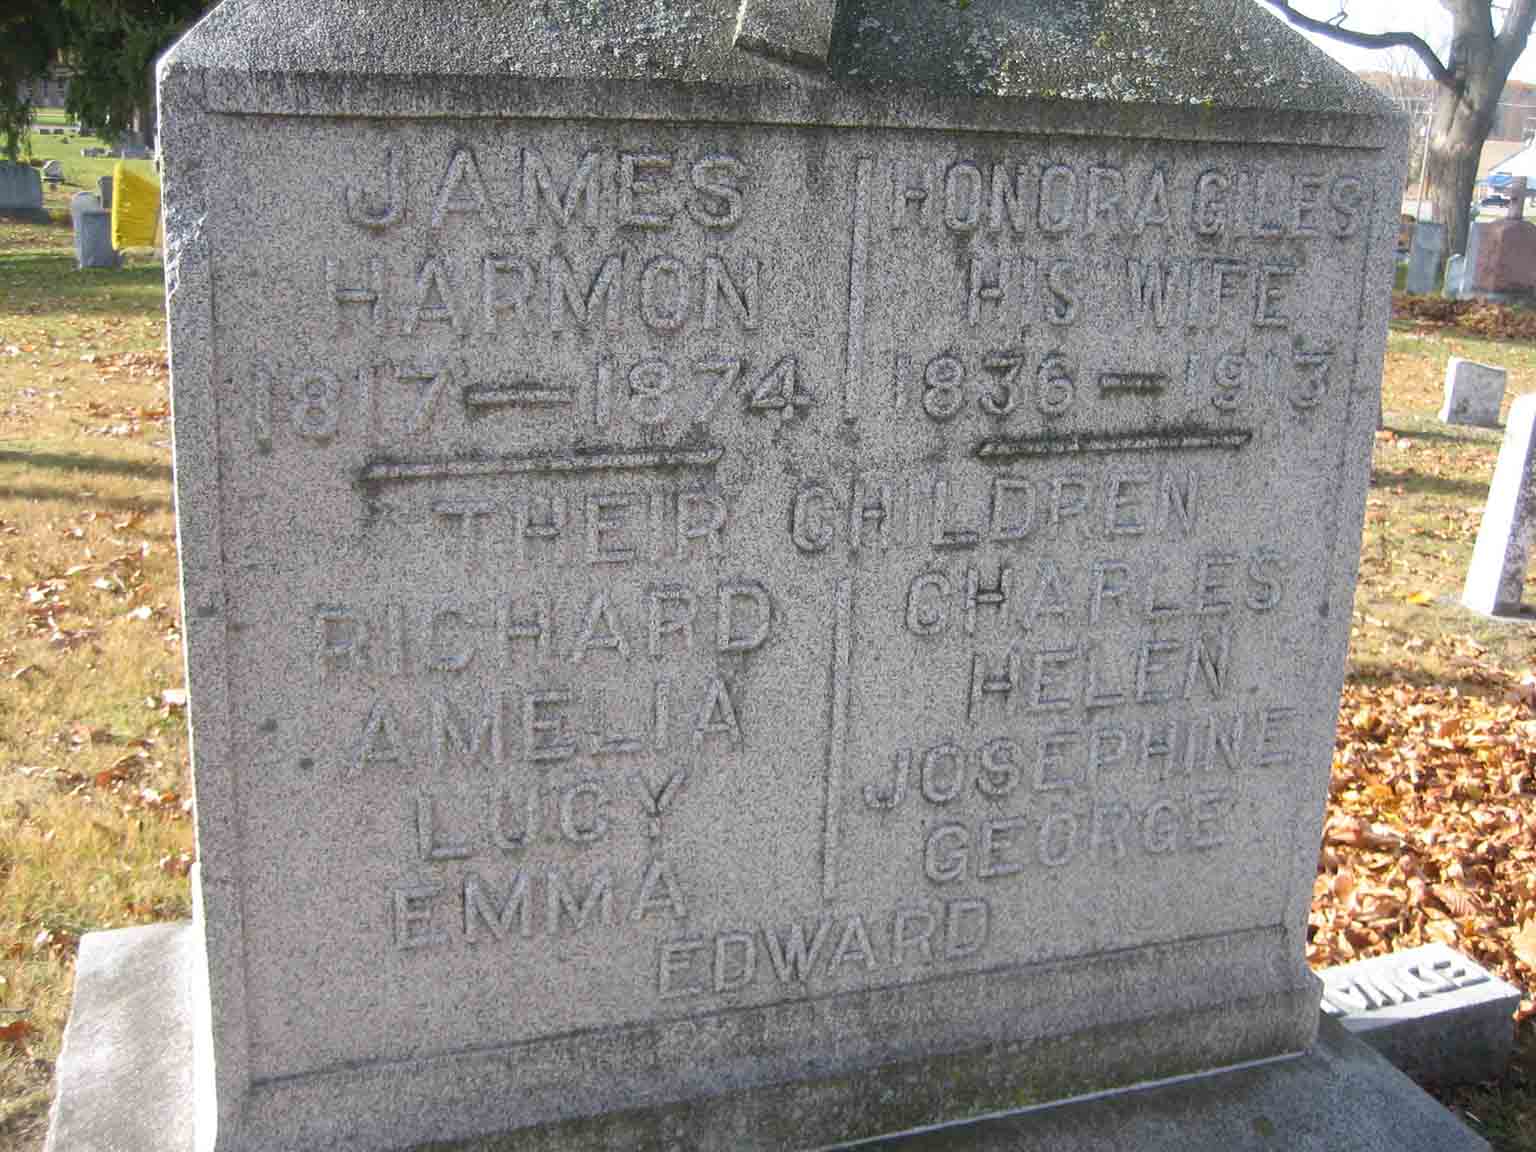 JAMES
HARMON
1817—1874
HONORA GILES
HIS WIFE
1836—1913
THEIR CHILDREN
RICHARD
AMELIA
LUCY
EMMA
CHARLES
HELEN
JOSEPHINE
GEORGE
EDWARD
JAMES